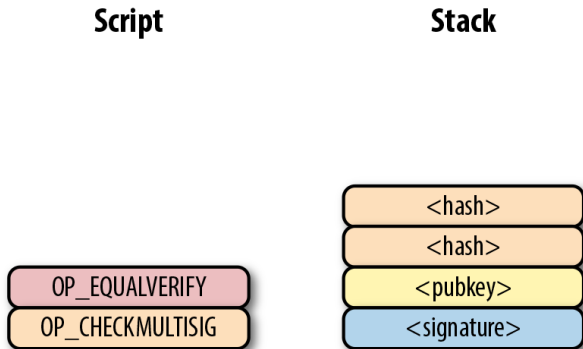 Script
Stack
<hash>
<hash>
OP_EQUALVERIFY
<pubkey>
OP_CHECKMULTISIG
<signature>